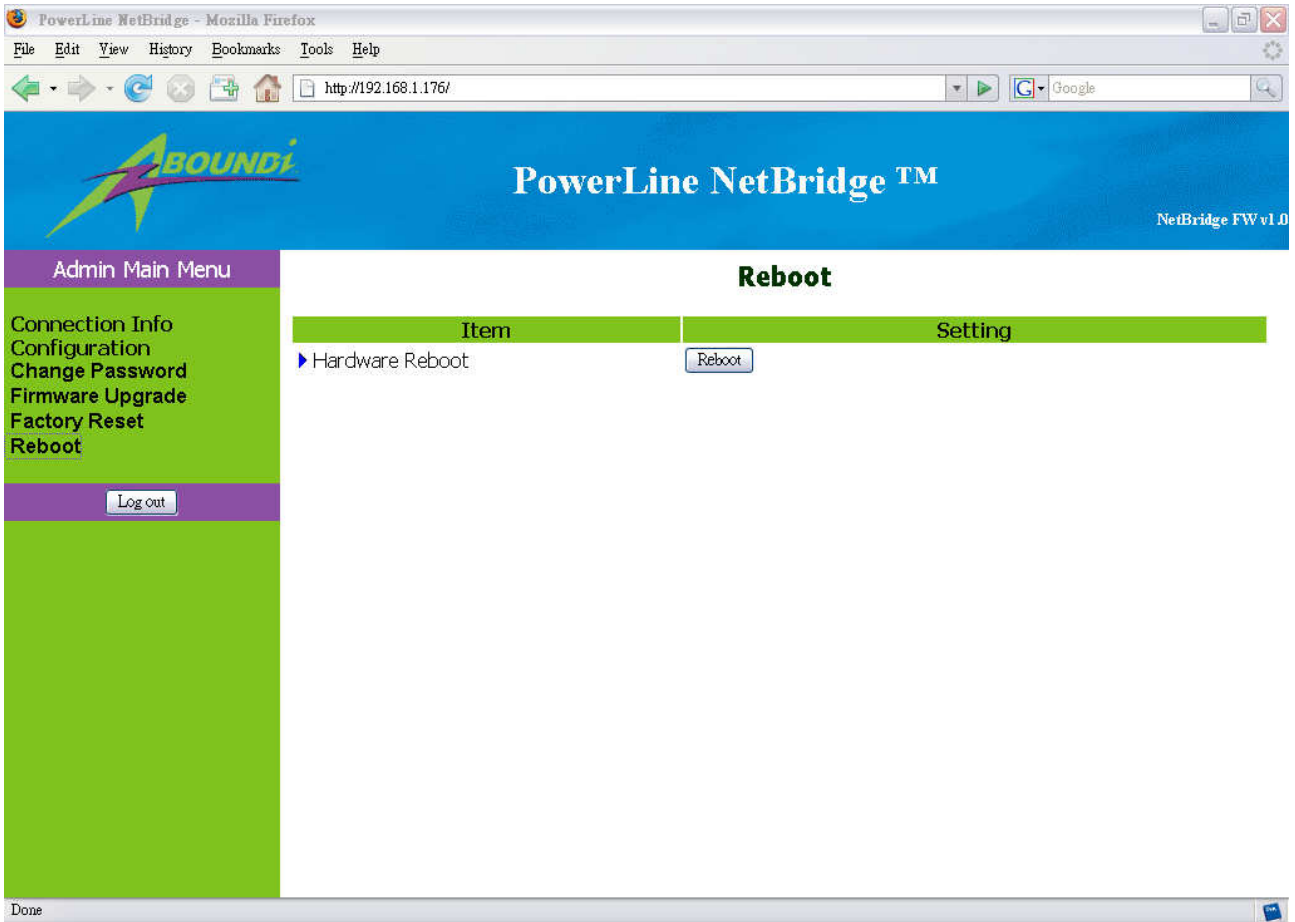 PowerLine NetBridge - Mozilla Firefox
File Edit View History Bookmarks Tools Help
http://192.168.1.176/
G Google
ABOUNDi
PowerLine NetBridge TM
NetBridge FW v1.0
Admin Main Menu
Connection Info
Configuration
Change Password
Firmware Upgrade
Factory Reset
Reboot
Log out
Reboot
Item Setting
Hardware Reboot Reboot
Done